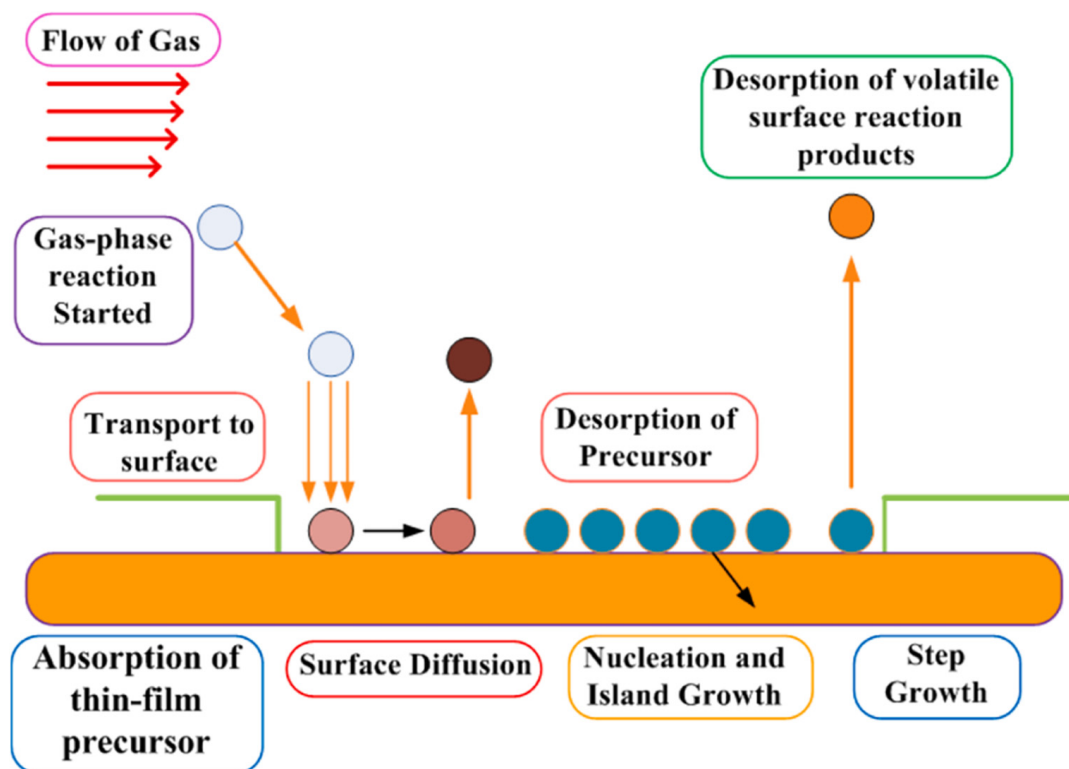 Flow of Gas
Desorption of volatile
surface reaction
products
Gas-phase
reaction
Started
Transport to
surface
Desorption of
Precursor
Absorption of
thin-film
precursor
Surface Diffusion
Nucleation and
Island Growth
Step
Growth